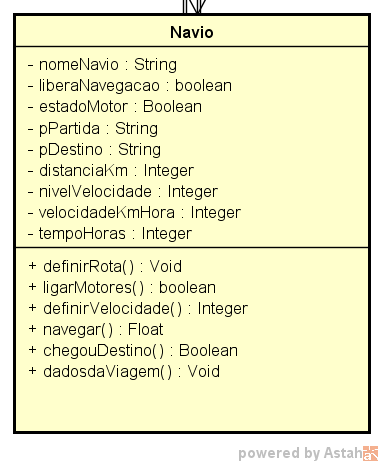 Navio
- nomeNavio : String
- liberaNavegacao : boolean
- estadoMotor : Boolean
- pPartida : String
- pDestino : String
- distanciaKm : Integer
- nivelVelocidade : Integer
- velocidadeKmHora : Integer
- tempoHoras : Integer
+ definirRota() : Void
+ ligarMotores() : boolean
+ definirVelocidade() : Integer
+ navegar() : Float
+ chegouDestino() : Boolean
+ dadosdaViagem() : Void
powered by Astah